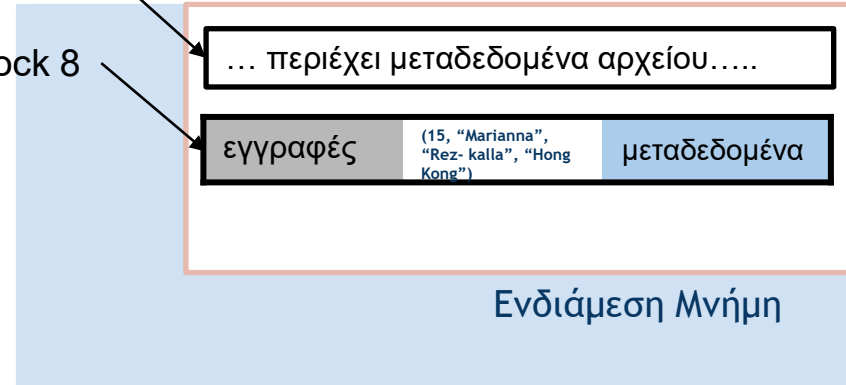 … περιέχει μεταδεδομένα αρχείου…..
ock 8
εγγραφές
(15, “Marianna”,
“Rez- kalla”, “Hong
Kong”)
μεταδεδομένα
Ενδιάμεση Μνήμη